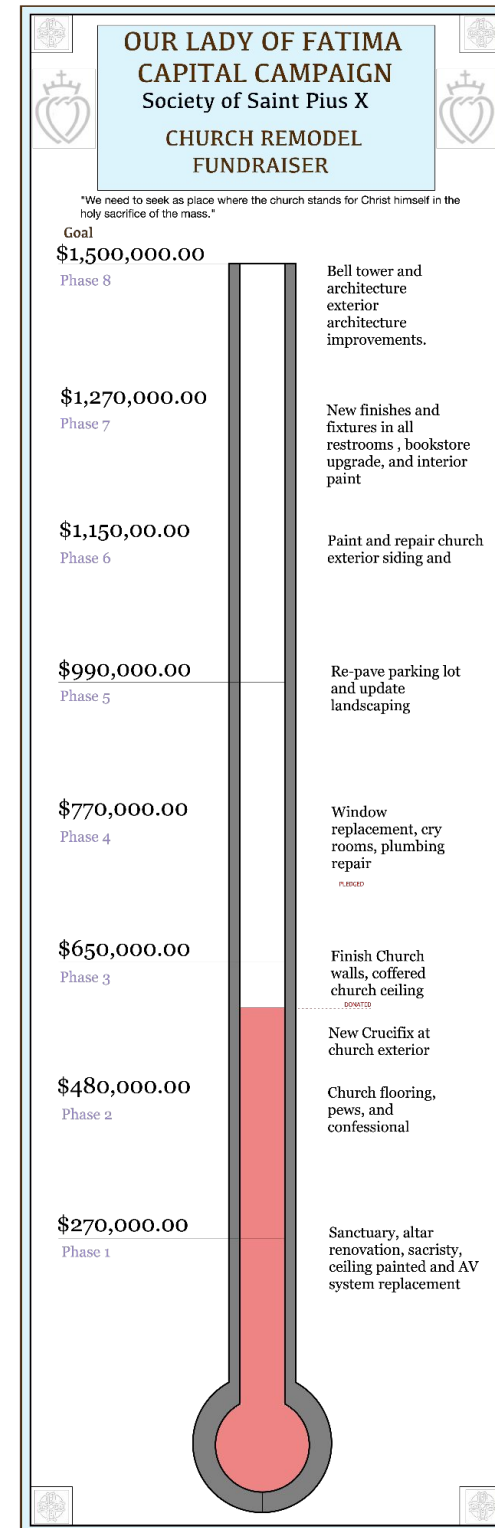 OUR LADY OF FATIMA
CAPITAL CAMPAIGN
Society of Saint Pius X
CHURCH REMODEL
FUNDRAISER
"We need to seek as place where the church stands for Christ himself in the
holy sacrifice of the mass."
Goal
$1,500,000.00
Phase 8
Bell tower and
architecture
exterior
architecture
improvements.
$1,270,000.00
Phase 7
New finishes and
fixtures in all
restrooms , bookstore
upgrade, and interior
paint
$1,150,00.00
Phase 6
Paint and repair church
exterior siding and
$990,000.00
Phase 5
Re-pave parking lot
and update
landscaping
$770,000.00
Phase 4
Window
replacement, cry
rooms, plumbing
repair
PLEDGED
$650,000.00
Phase 3
Finish Church
walls, coffered
church ceiling
DONATED
New Crucifix at
church exterior
$480,000.00
Phase 2
Church flooring,
pews, and
confessional
$270,000.00
Phase 1
Sanctuary, altar
renovation, sacristy,
ceiling painted and AV
system replacement